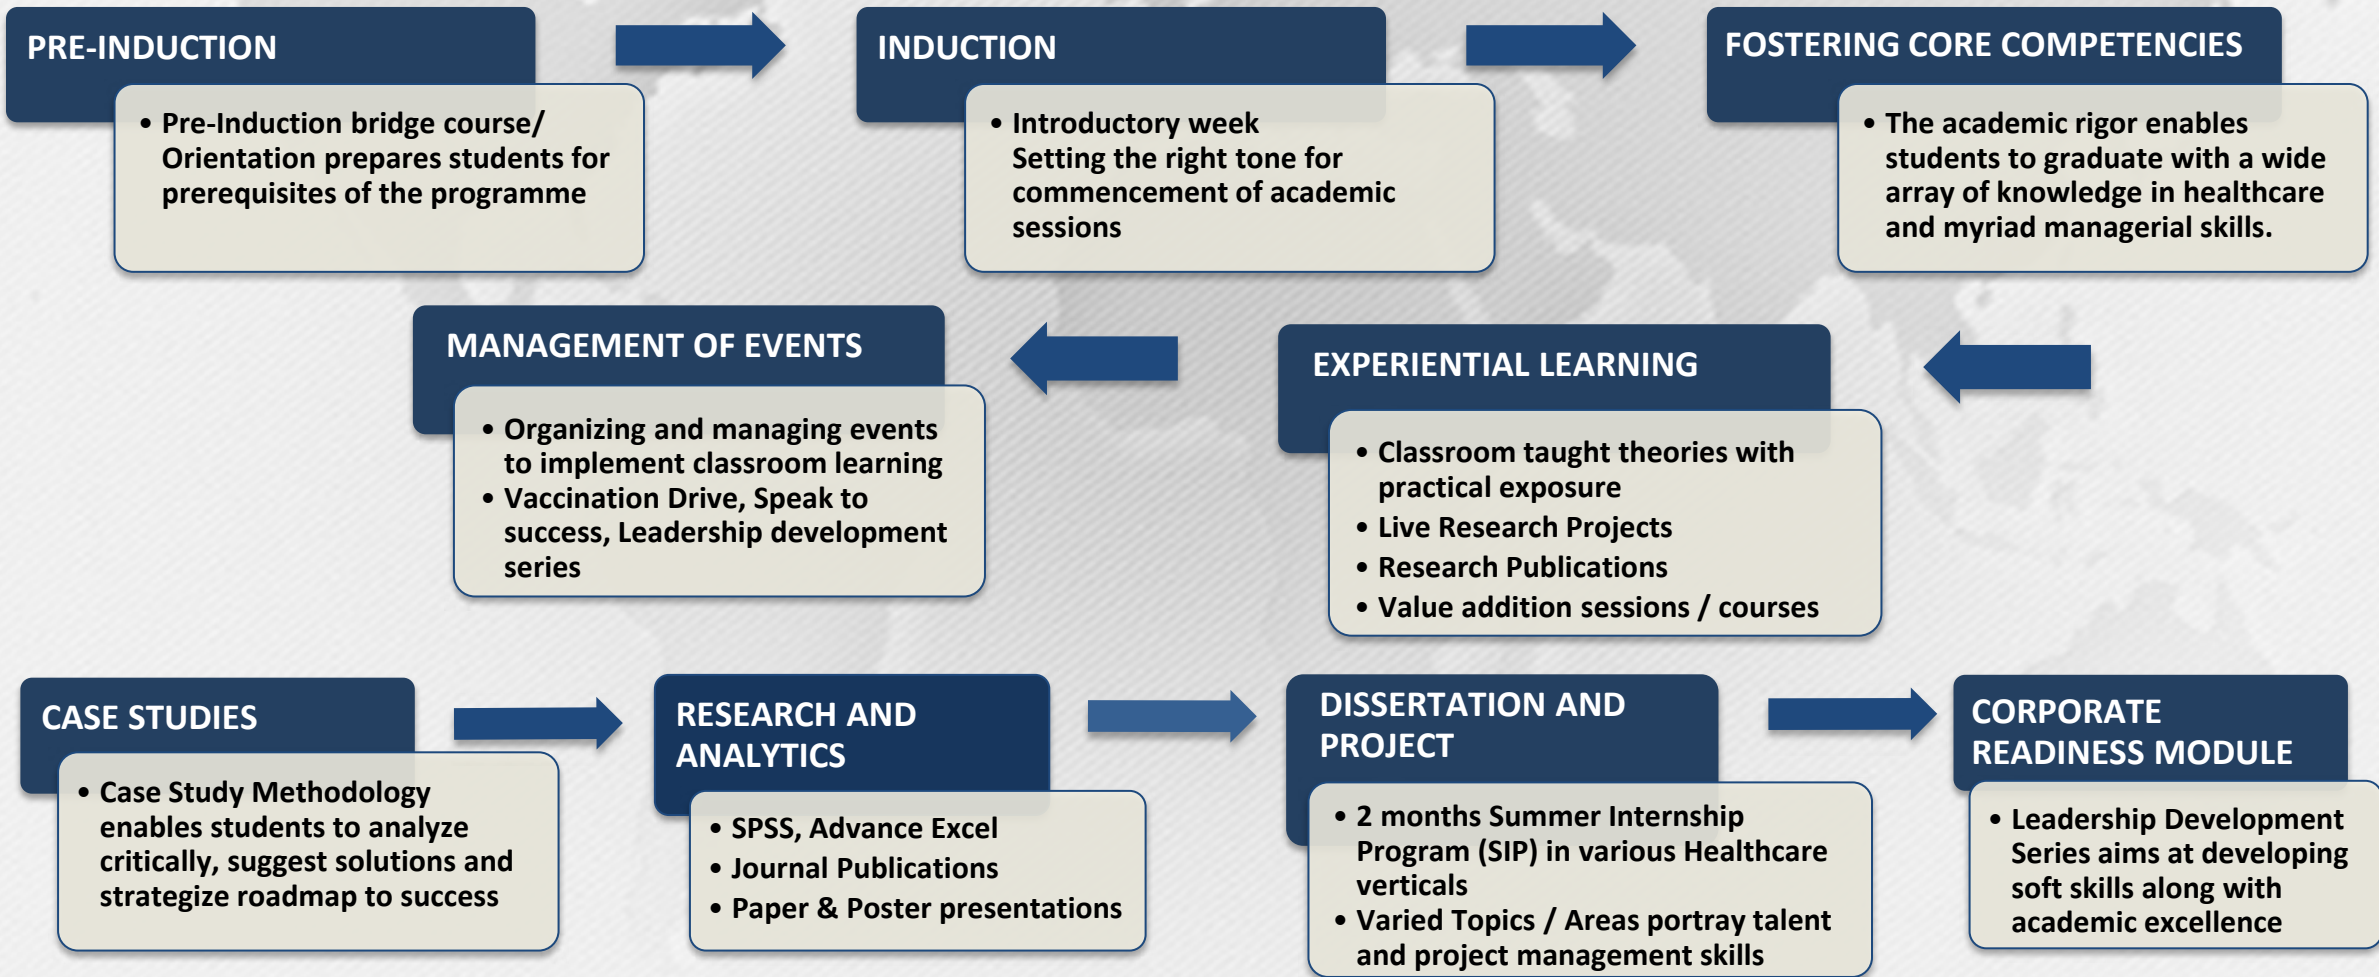 PRE-INDUCTION
• Pre-Induction bridge course/
Orientation prepares students for
prerequisites of the programme
INDUCTION
• Introductory week
Setting the right tone for
commencement of academic
sessions
FOSTERING CORE COMPETENCIES
• The academic rigor enables
students to graduate with a wide
array of knowledge in healthcare
and myriad managerial skills.
EXPERIENTIAL LEARNING
• Classroom taught theories with
practical exposure
• Live Research Projects
• Research Publications
• Value addition sessions / courses
MANAGEMENT OF EVENTS
• Organizing and managing events
to implement classroom learning
• Vaccination Drive, Speak to
success, Leadership development
series
CASE STUDIES
• Case Study Methodology
enables students to analyze
critically, suggest solutions and
strategize roadmap to success
RESEARCH AND
ANALYTICS
• SPSS, Advance Excel
• Journal Publications
• Paper & Poster presentations
DISSERTATION AND
PROJECT
• 2 months Summer Internship
Program (SIP) in various Healthcare
verticals
• Varied Topics / Areas portray talent
and project management skills
CORPORATE
READINESS MODULE
• Leadership Development
Series aims at developing
soft skills along with
academic excellence